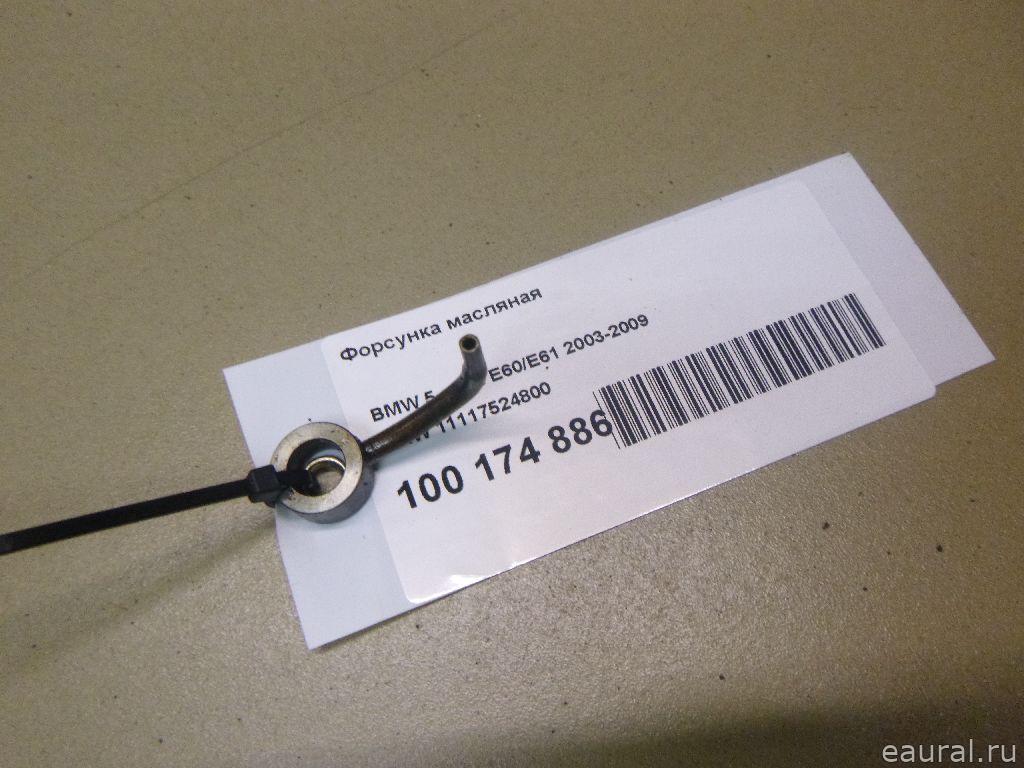 Форсунка масляная
BMW 5 E60/E61 2003-2009
11117524800
100 174 886
eaural.ru